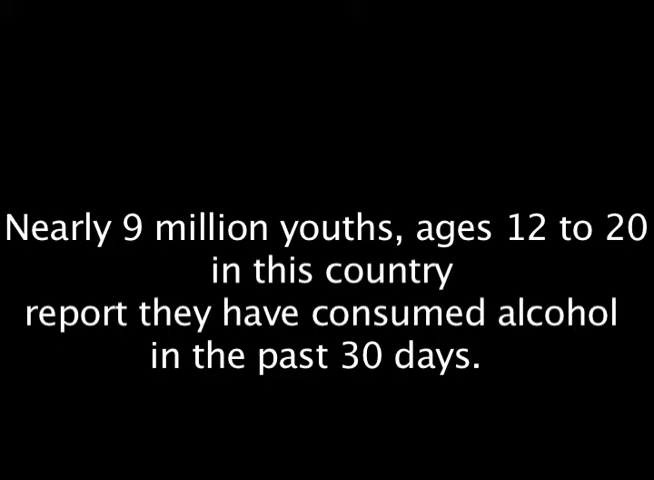 Nearly 9 million youths, ages 12 to 20
in this country
report they have consumed alcohol
in the past 30 days.